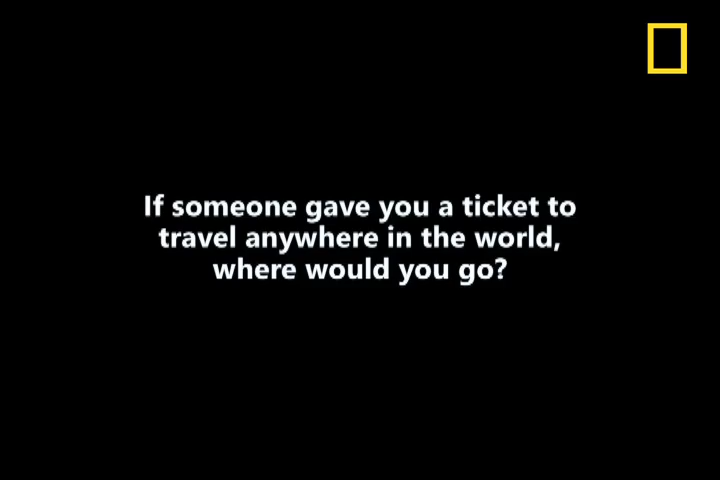 If someone gave you a ticket to
travel anywhere in the world,
where would you go?